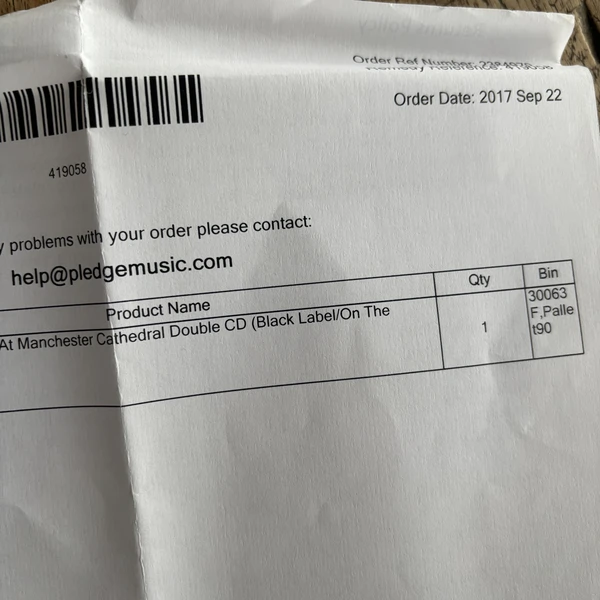 Order Ref Number:
Order Date: 2017 Sep 22
419058
problems with your order please contact:
help@pledgemusic.com
Product Name
Qty
Bin
At Manchester Cathedral Double CD (Black Label/On The
1
30063
F,Palle
t90